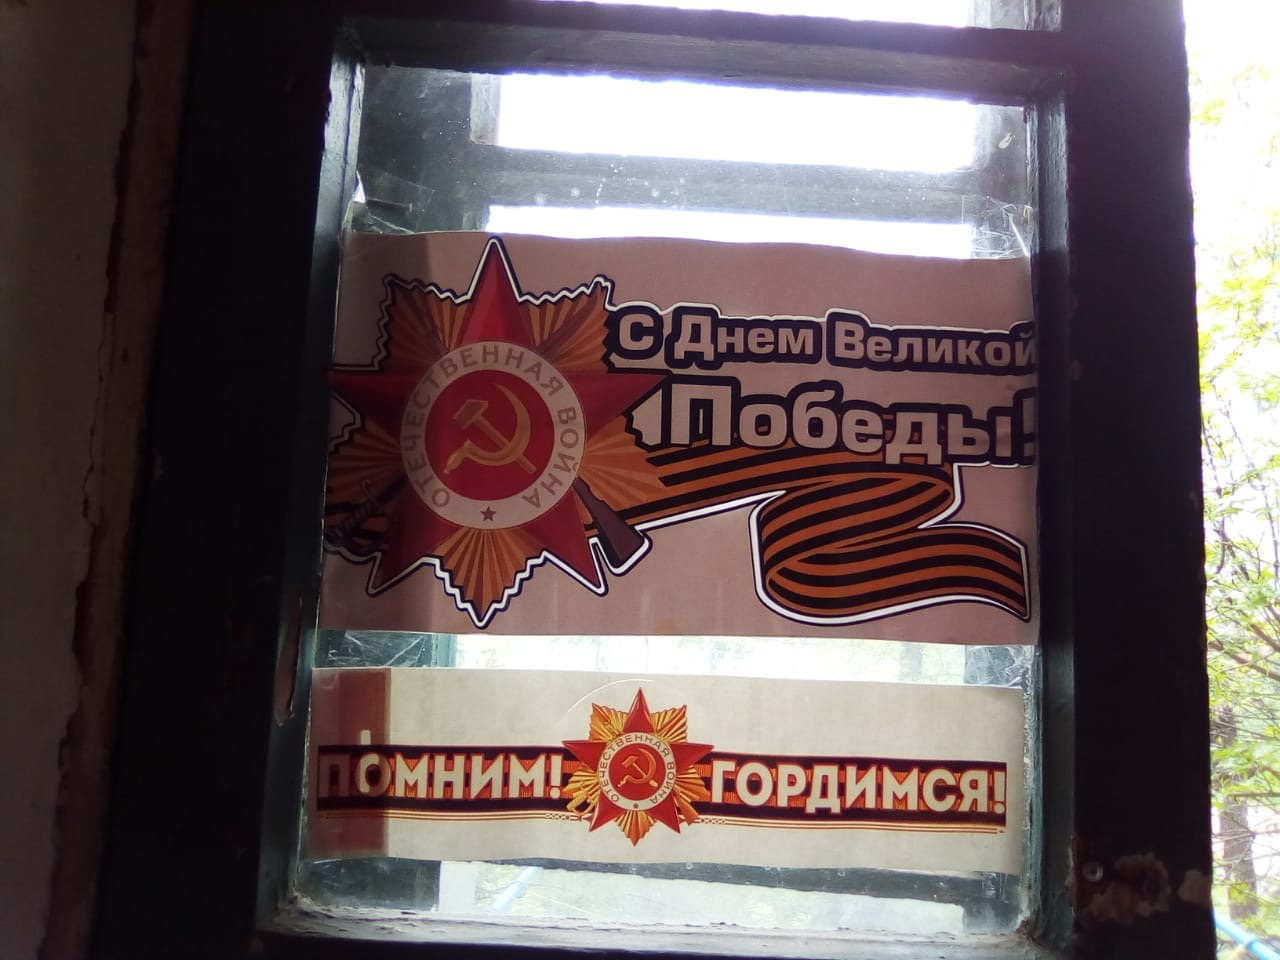 С Днем Великой
Победы!
ОТЕЧЕСТВЕННАЯ ВОЙНА
ПОМНИМ!
ОТЕЧЕСТВЕННАЯ ВОЙНА
ГОРДИМСЯ!